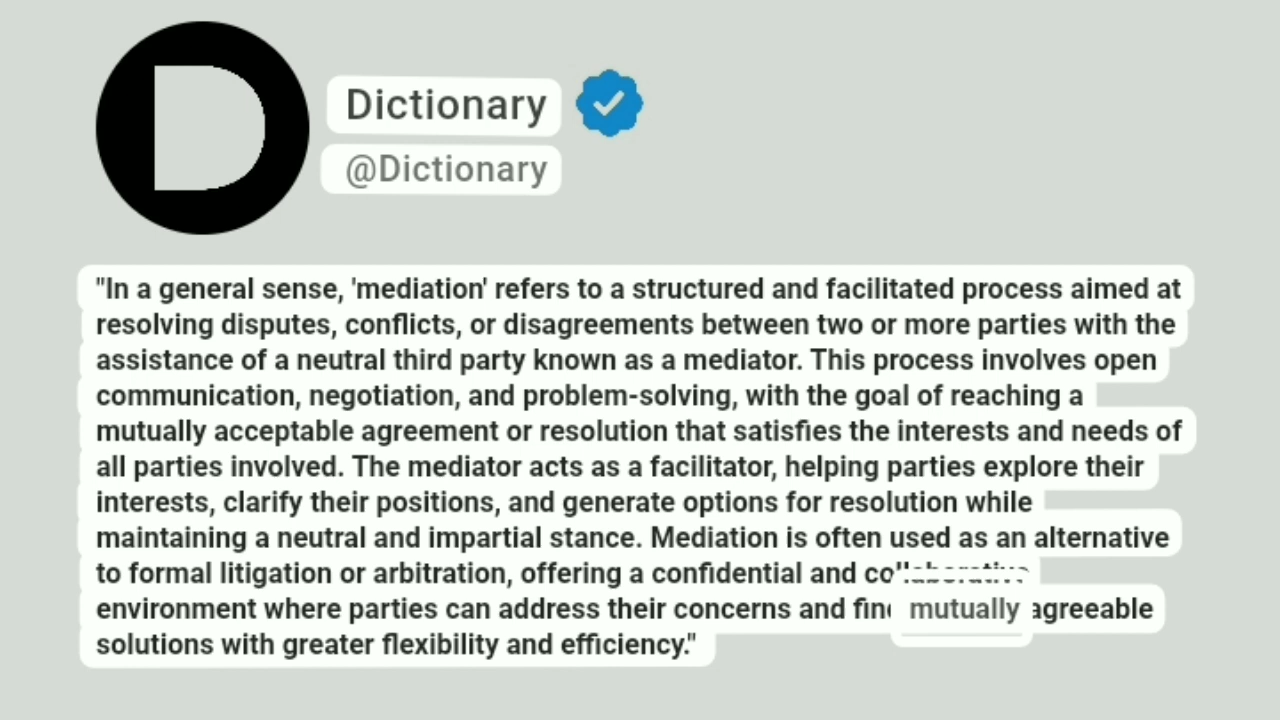 D
Dictionary
@Dictionary
"In a general sense, 'mediation' refers to a structured and facilitated process aimed at
resolving disputes, conflicts, or disagreements between two or more parties with the
assistance of a neutral third party known as a mediator. This process involves open
communication, negotiation, and problem-solving, with the goal of reaching a
mutually acceptable agreement or resolution that satisfies the interests and needs of
all parties involved. The mediator acts as a facilitator, helping parties explore their
interests, clarify their positions, and generate options for resolution while
maintaining a neutral and impartial stance. Mediation is often used as an alternative
to formal litigation or arbitration, offering a confidential and collaborative
environment where parties can address their concerns and find mutually agreeable
solutions with greater flexibility and efficiency."